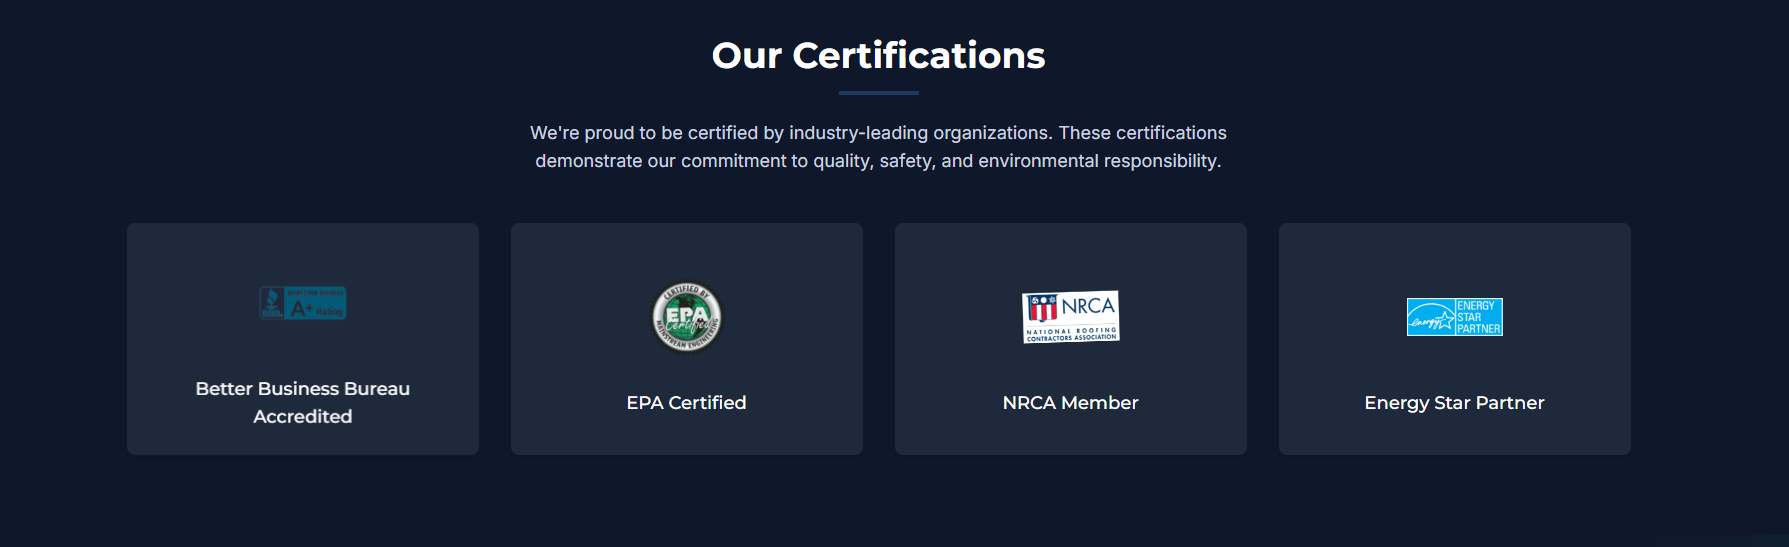 Our Certifications
We're proud to be certified by industry-leading organizations. These certifications
demonstrate our commitment to quality, safety, and environmental responsibility.
BBB
A+ Rating
Better Business Bureau
Accredited
CERTIFIED BY
EPA
Certified
MAINSTREAM ENGINEERING
EPA Certified
NRCA
NATIONAL ROOFING
CONTRACTORS ASSOCIATION
NRCA Member
energy
ENERGY
STAR
PARTNER
Energy Star Partner